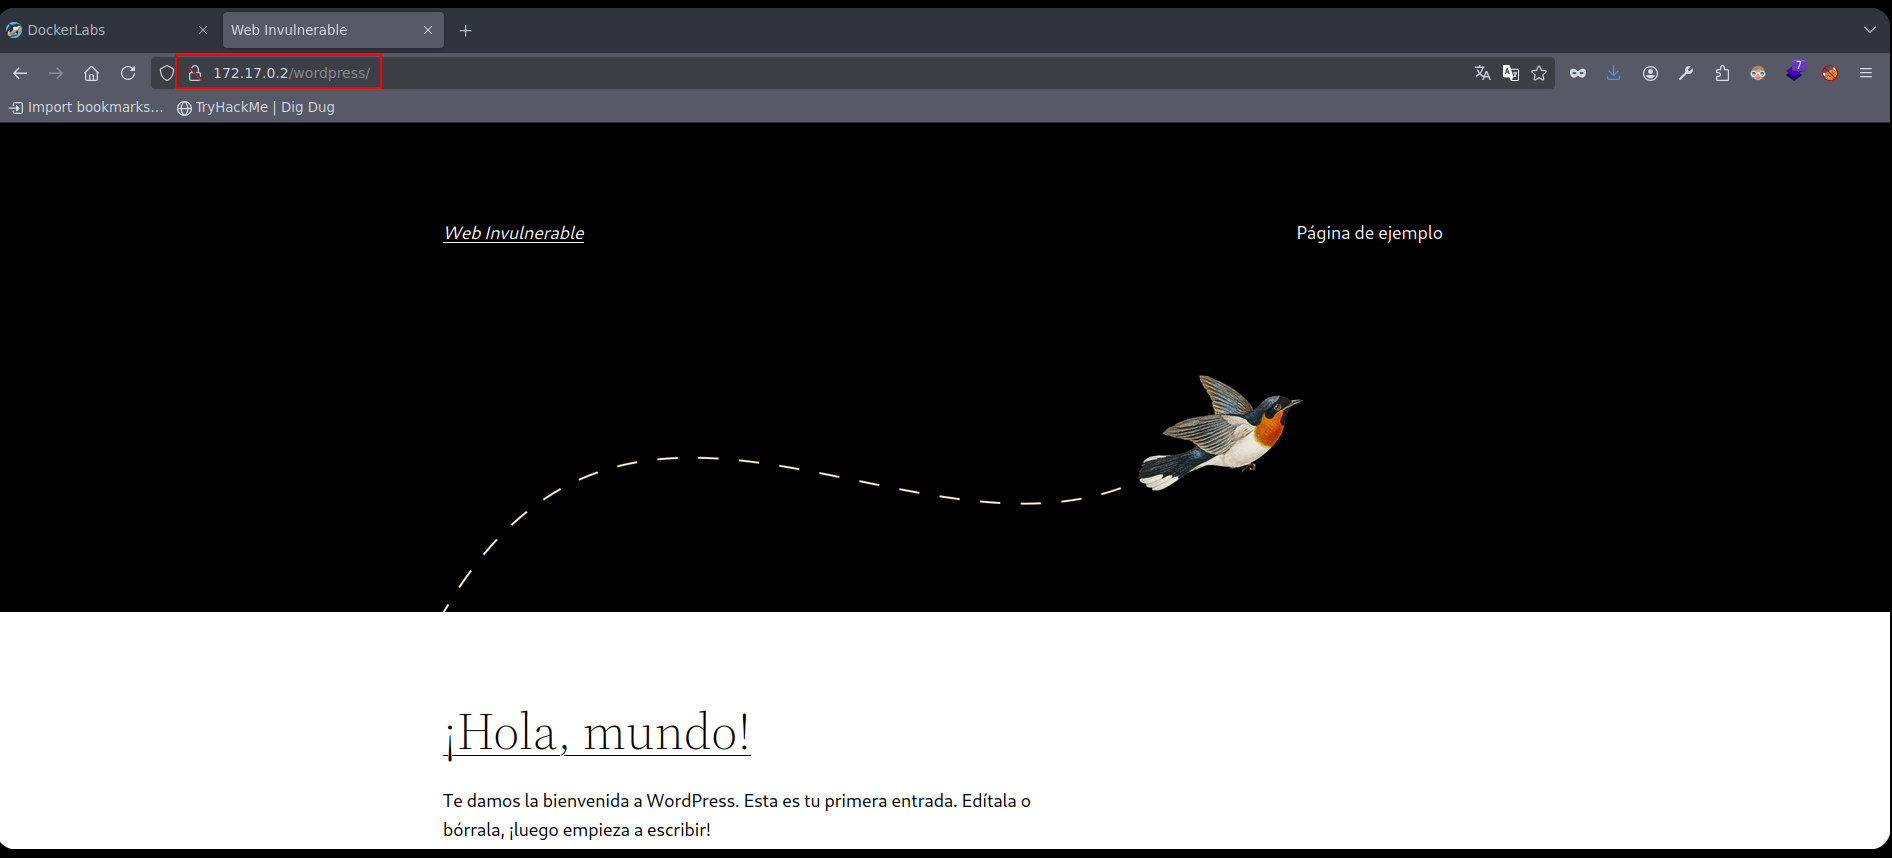 DockerLabs
Web Invulnerable
172.17.0.2/wordpress/
7
Import bookmarks...
TryHackMe | Dig Dug
Web Invulnerable
Página de ejemplo
¡Hola, mundo!
Te damos la bienvenida a WordPress. Esta es tu primera entrada. Edítala o
bórrala, ¡luego empieza a escribir!